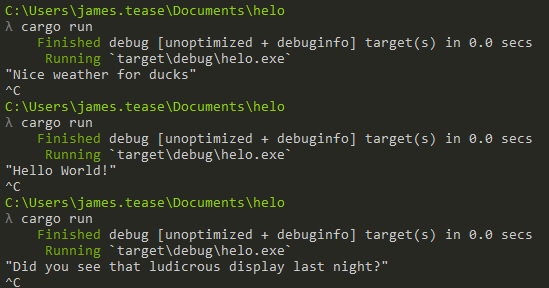 C:\Users\james.tease\Documents\helo
λ cargo run
    Finished debug [unoptimized + debuginfo] target(s) in 0.0 secs
     Running `target\debug\helo.exe`
"Nice weather for ducks"
^C
C:\Users\james.tease\Documents\helo
λ cargo run
    Finished debug [unoptimized + debuginfo] target(s) in 0.0 secs
     Running `target\debug\helo.exe`
"Hello World!"
^C
C:\Users\james.tease\Documents\helo
λ cargo run
    Finished debug [unoptimized + debuginfo] target(s) in 0.0 secs
     Running `target\debug\helo.exe`
"Did you see that ludicrous display last night?"
^C